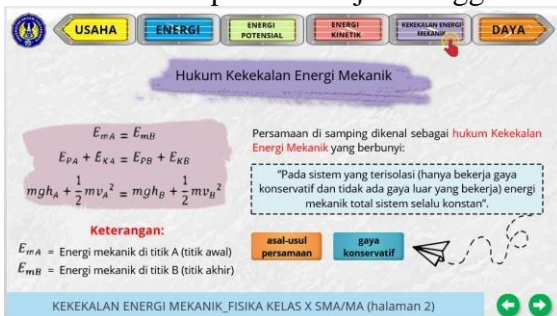 USAHA
ENERGI
ENERGI
POTENSIAL
ENERGI
KINETIK
KEKEKALAN ENERGI
MEKANIK
DAYA
Hukum Kekekalan Energi Mekanik
E_mA = E_mB
E_PA + E_KA = E_PB + E_KB
mgh_A + 1/2 mv_A² = mgh_B + 1/2 mv_B²
Keterangan:
E_mA = Energi mekanik di titik A (titik awal)
E_mB = Energi mekanik di titik B (titik akhir)
Persamaan di samping dikenal sebagai hukum Kekekalan
Energi Mekanik yang berbunyi:
"Pada sistem yang terisolasi (hanya bekerja gaya
konservatif dan tidak ada gaya luar yang bekerja) energi
mekanik total sistem selalu konstan".
asal-usul
persamaan
gaya
konservatif
KEKEKALAN ENERGI MEKANIK_FISIKA KELAS X SMA/MA (halaman 2)